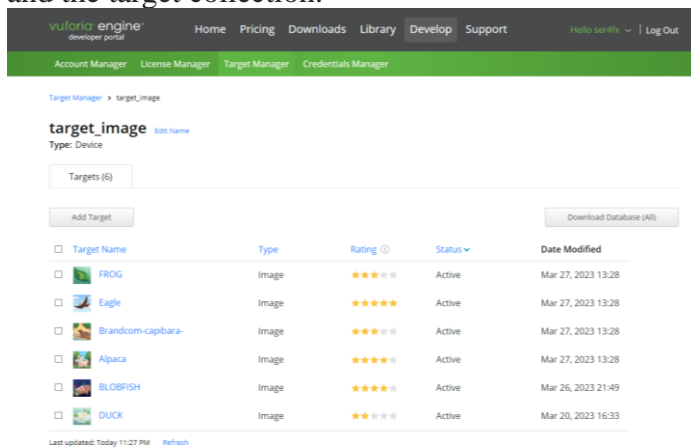 and the target collection.
vuforia engine™ Home Pricing Downloads Library Develop Support Hello ser4fx | Log Out
developer portal
Account Manager License Manager Target Manager Credentials Manager
Target Manager > target_image
target_image Edit Name
Type: Device
Targets (6)
Add Target Download Database (All)
Target Name Type Rating Status Date Modified
FROG Image Active Mar 27, 2023 13:28
Eagle Image Active Mar 27, 2023 13:28
Brandcom-capibara- Image Active Mar 27, 2023 13:28
Alpaca Image Active Mar 27, 2023 13:28
BLOBFISH Image Active Mar 26, 2023 21:49
DUCK Image Active Mar 20, 2023 16:33
Last updated: Today 11:27 PM Refresh